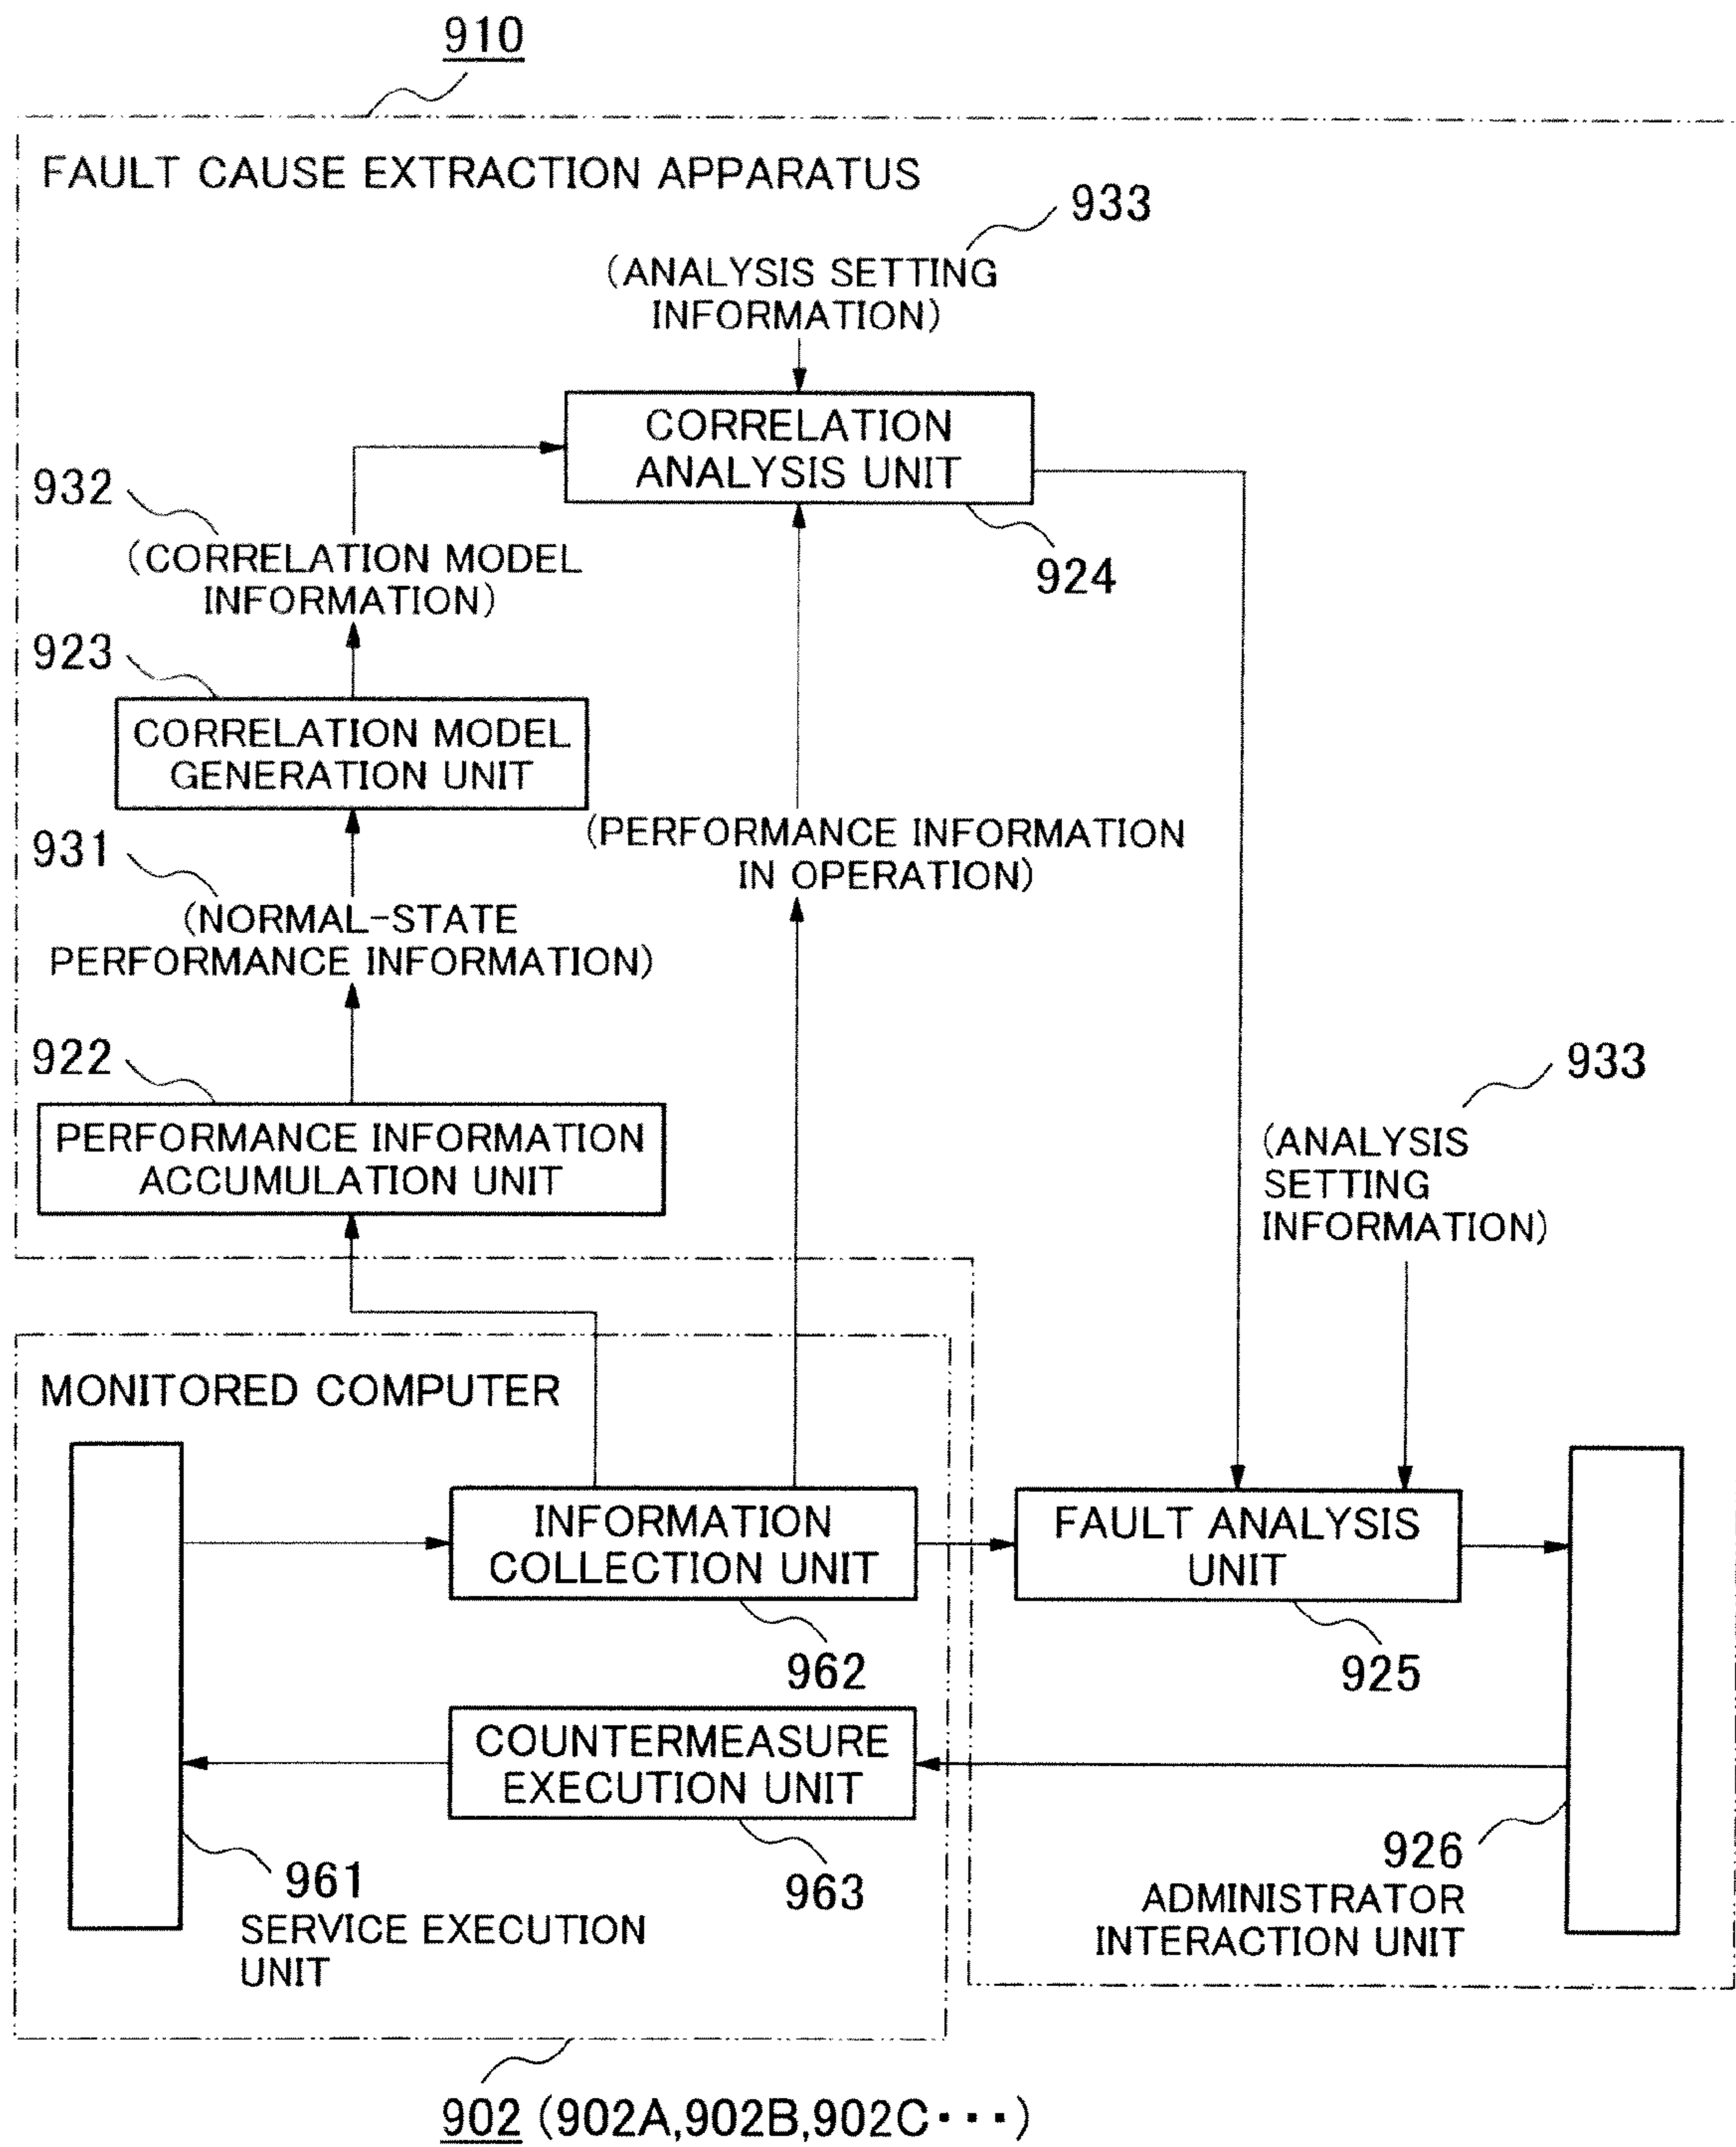 910
FAULT CAUSE EXTRACTION APPARATUS
933
(ANALYSIS SETTING
INFORMATION)
CORRELATION
ANALYSIS UNIT
924
932
(CORRELATION MODEL
INFORMATION)
923
CORRELATION MODEL
GENERATION UNIT
931
(NORMAL-STATE
PERFORMANCE INFORMATION)
(PERFORMANCE INFORMATION
IN OPERATION)
922
PERFORMANCE INFORMATION
ACCUMULATION UNIT
933
(ANALYSIS
SETTING
INFORMATION)
MONITORED COMPUTER
INFORMATION
COLLECTION UNIT
962
FAULT ANALYSIS
UNIT
925
COUNTERMEASURE
EXECUTION UNIT
963
961
SERVICE EXECUTION
UNIT
926
ADMINISTRATOR
INTERACTION UNIT
902 (902A,902B,902C···)